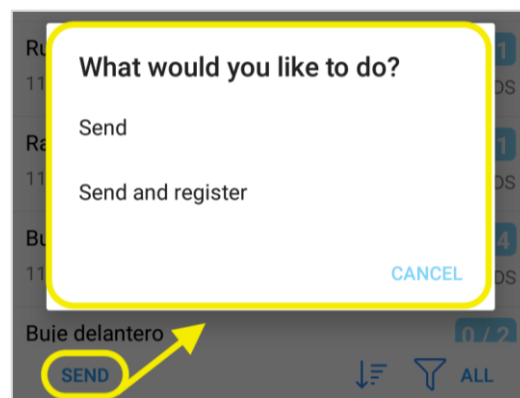 What would you like to do?
Send
Send and register
CANCEL
Buje delantero
0 / 2
SEND
ALL